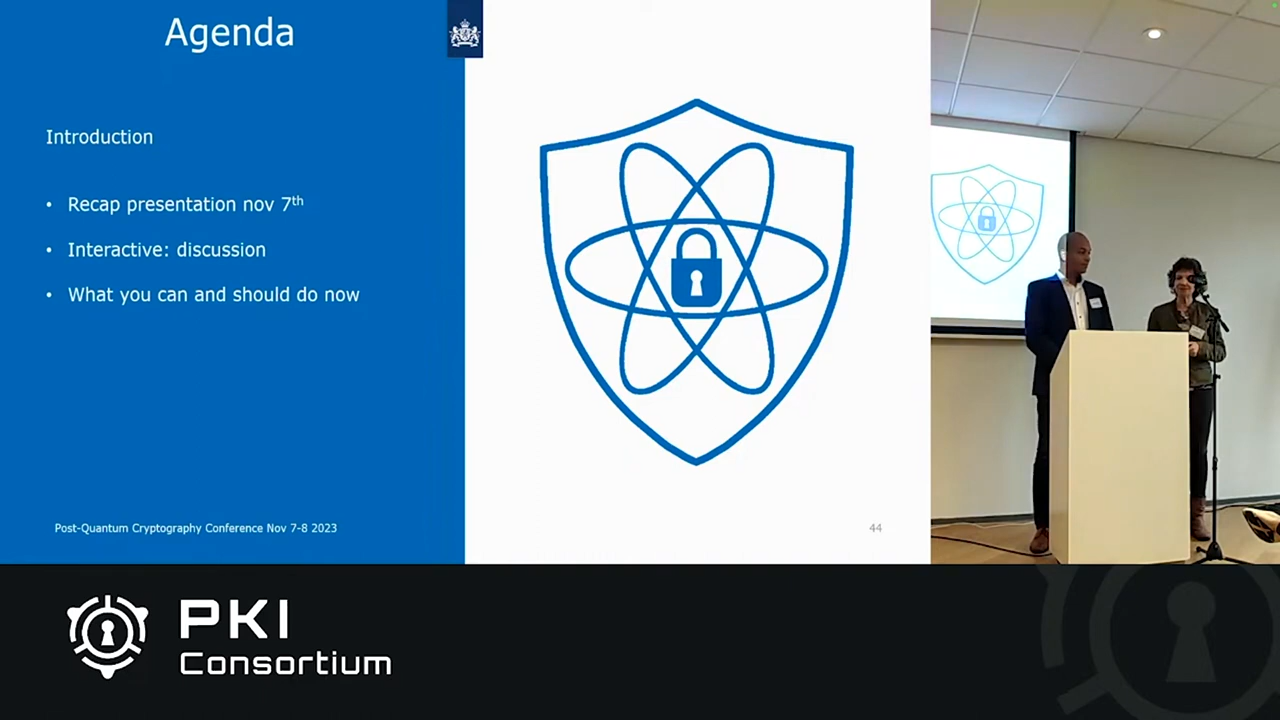 Agenda
Introduction
• Recap presentation nov 7th
• Interactive: discussion
• What you can and should do now
Post-Quantum Cryptography Conference Nov 7-8 2023
44
PKI
Consortium